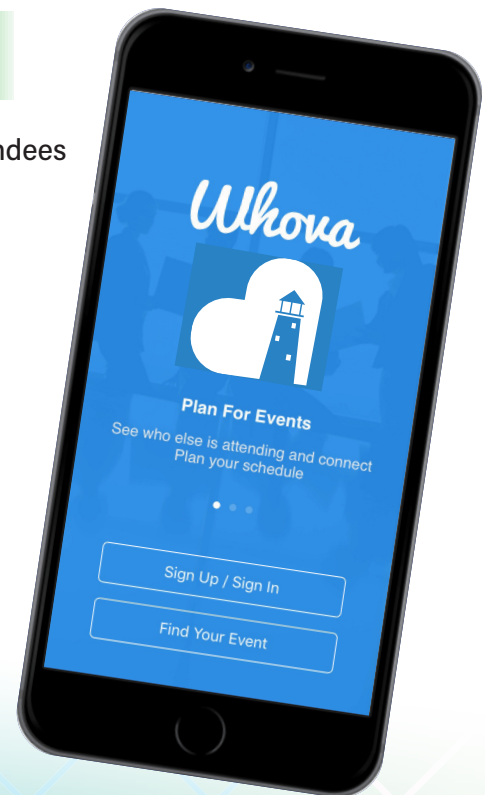 ndees
Whova
Plan For Events
See who else is attending and connect
Plan your schedule
Sign Up / Sign In
Find Your Event